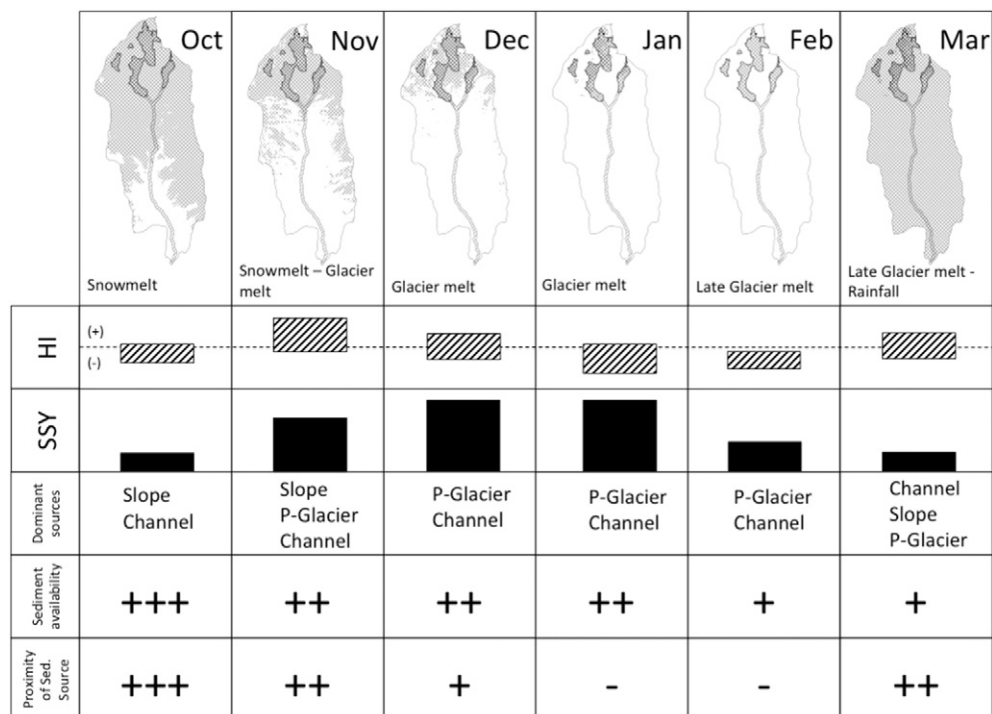 Oct
Nov
Dec
Jan
Feb
Mar
Snowmelt
Snowmelt – Glacier
melt
Glacier melt
Glacier melt
Late Glacier melt
Late Glacier melt -
Rainfall
HI
(+)
(-)
SSY
Dominant
sources
Slope
Channel
Slope
P-Glacier
Channel
P-Glacier
Channel
P-Glacier
Channel
P-Glacier
Channel
Channel
Slope
P-Glacier
Sediment
availability
+++
++
++
++
+
+
Proximity
of Sed.
Source
+++
++
+
-
-
++